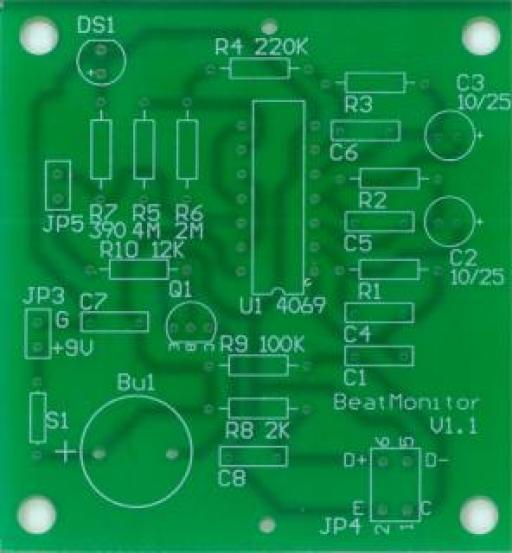 DS1
R4 220K
C3
10/25
+
+
R3
C6
R2
JP5
R7 R5 R6
390 4M 2M
C5
+
C2
10/25
R10 12K
Q1
U1 4069
R1
JP3
C7
G
+9V
C4
R9 100K
C1
Bu1
BeatMonitor
V1.1
S1
R8 2K
+
C8
6 5
D+ D-
E C
2 1
JP4